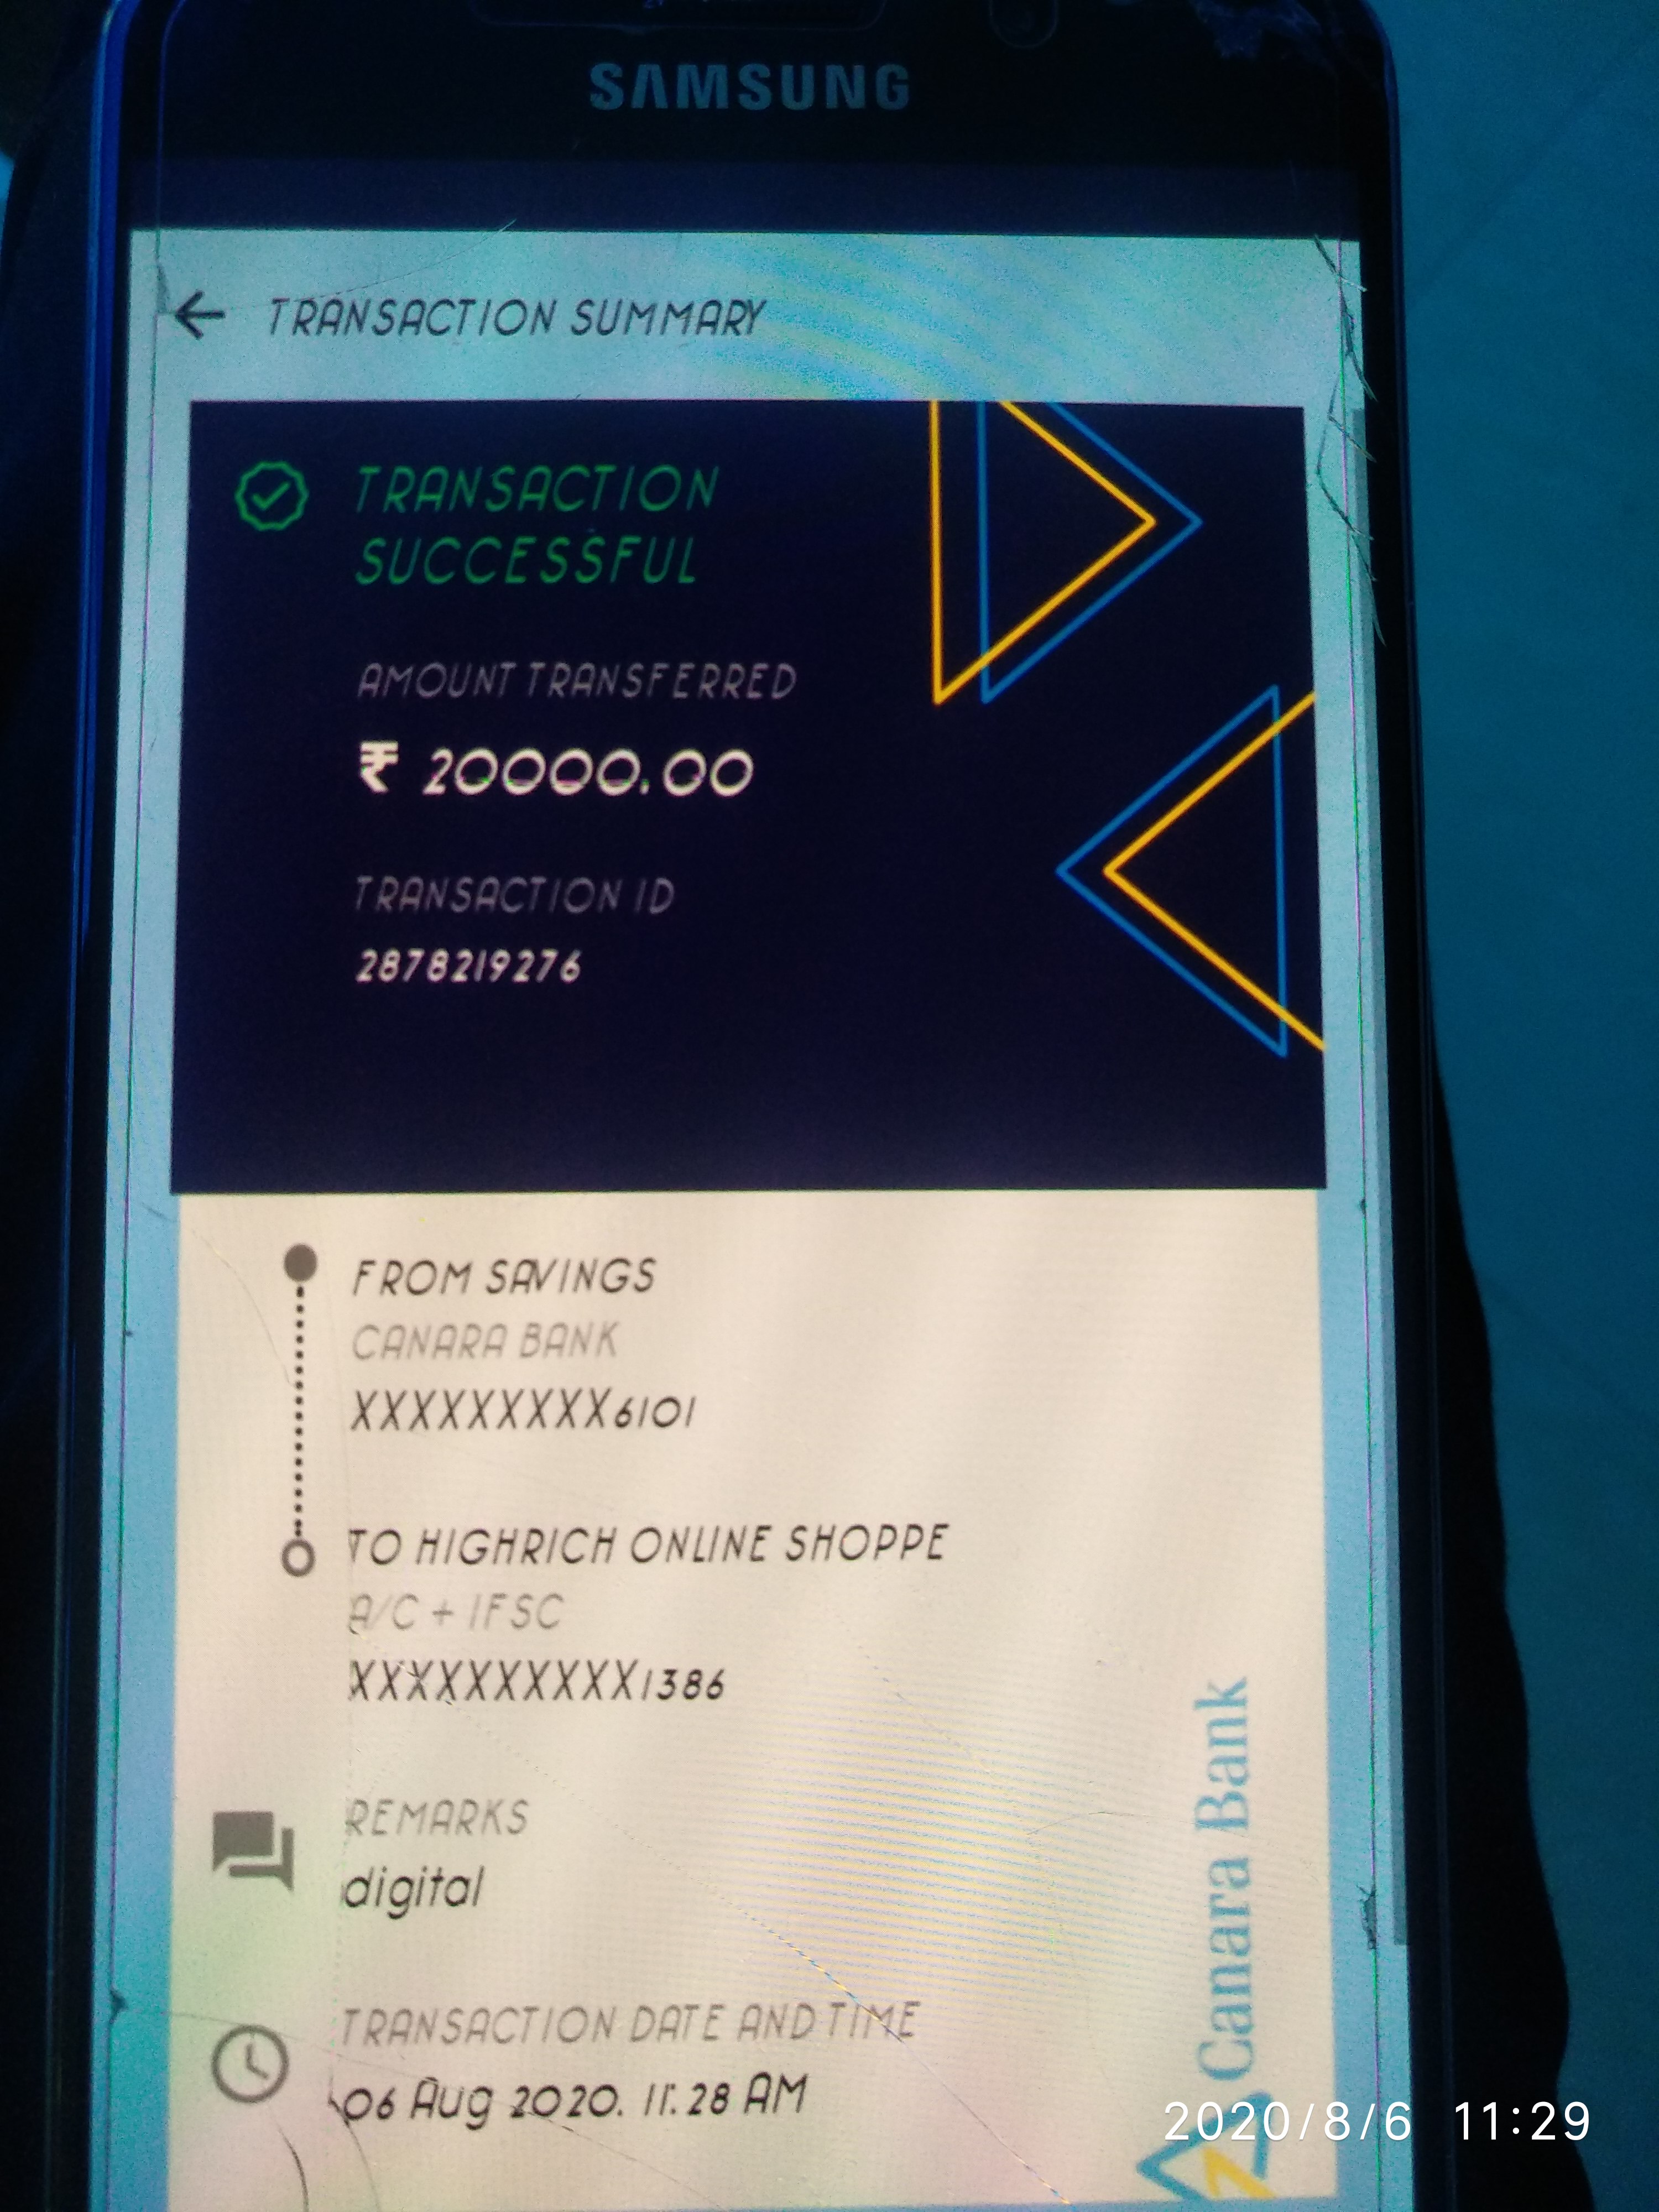 SAMSUNG
TRANSACTION SUMMARY
TRANSACTION
SUCCESSFUL
AMOUNT TRANSFERRED
₹ 20000.00
TRANSACTION ID
2878219276
FROM SAVINGS
CANARA BANK
XXXXXXXXX6101
TO HIGHRICH ONLINE SHOPPE
A/C + IFSC
XXXXXXXXXX1386
REMARKS
digital
TRANSACTION DATE AND TIME
06 Aug 2020. 11:28 AM
Canara Bank
2020/8/6 11:29